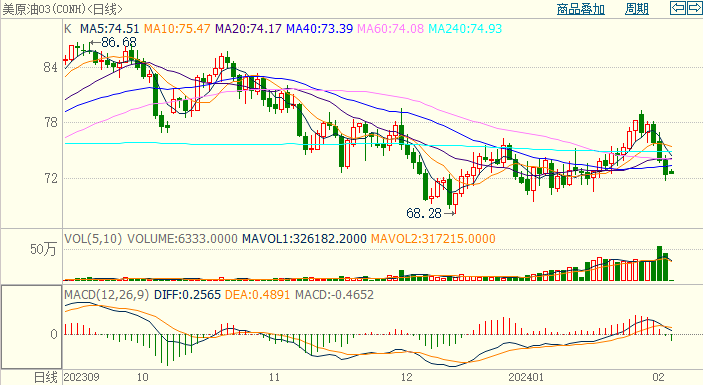 美原油03(CONH)<日线> 商品叠加 周期
K MA5:74.51 MA10:75.47 MA20:74.17 MA40:73.39 MA60:74.08 MA240:74.93
86.68
84
78
72
68.28
VOL(5,10) VOLUME:6333.0000 MAVOL1:326182.2000 MAVOL2:317215.0000
50万
MACD(12,26,9) DIFF:0.2565 DEA:0.4891 MACD:-0.4652
0
日线 202309 10 11 12 202401 02